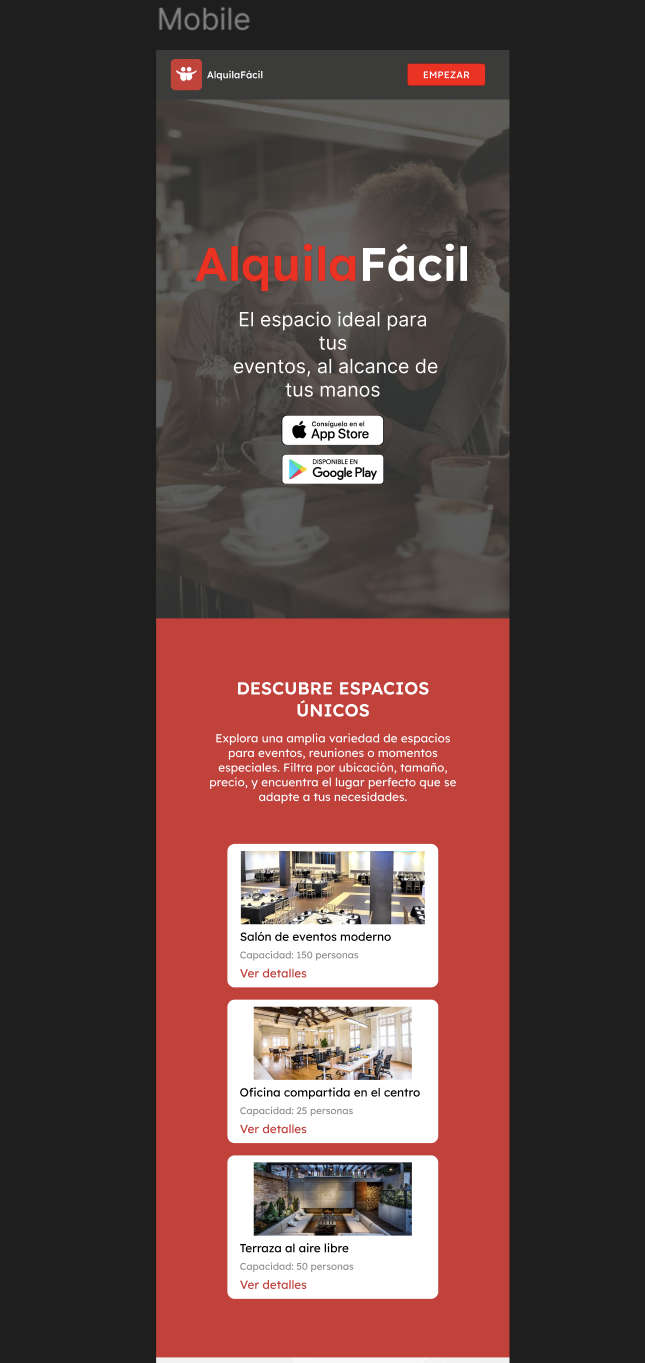 Mobile
AlquilaFácil
EMPEZAR
AlquilaFácil
El espacio ideal para
tus
eventos, al alcance de
tus manos
Consíguelo en el
App Store
DISPONIBLE EN
Google Play
DESCUBRE ESPACIOS
ÚNICOS
Explora una amplia variedad de espacios
para eventos, reuniones o momentos
especiales. Filtra por ubicación, tamaño,
precio, y encuentra el lugar perfecto que se
adapte a tus necesidades.
Salón de eventos moderno
Capacidad: 150 personas
Ver detalles
Oficina compartida en el centro
Capacidad: 25 personas
Ver detalles
Terraza al aire libre
Capacidad: 50 personas
Ver detalles